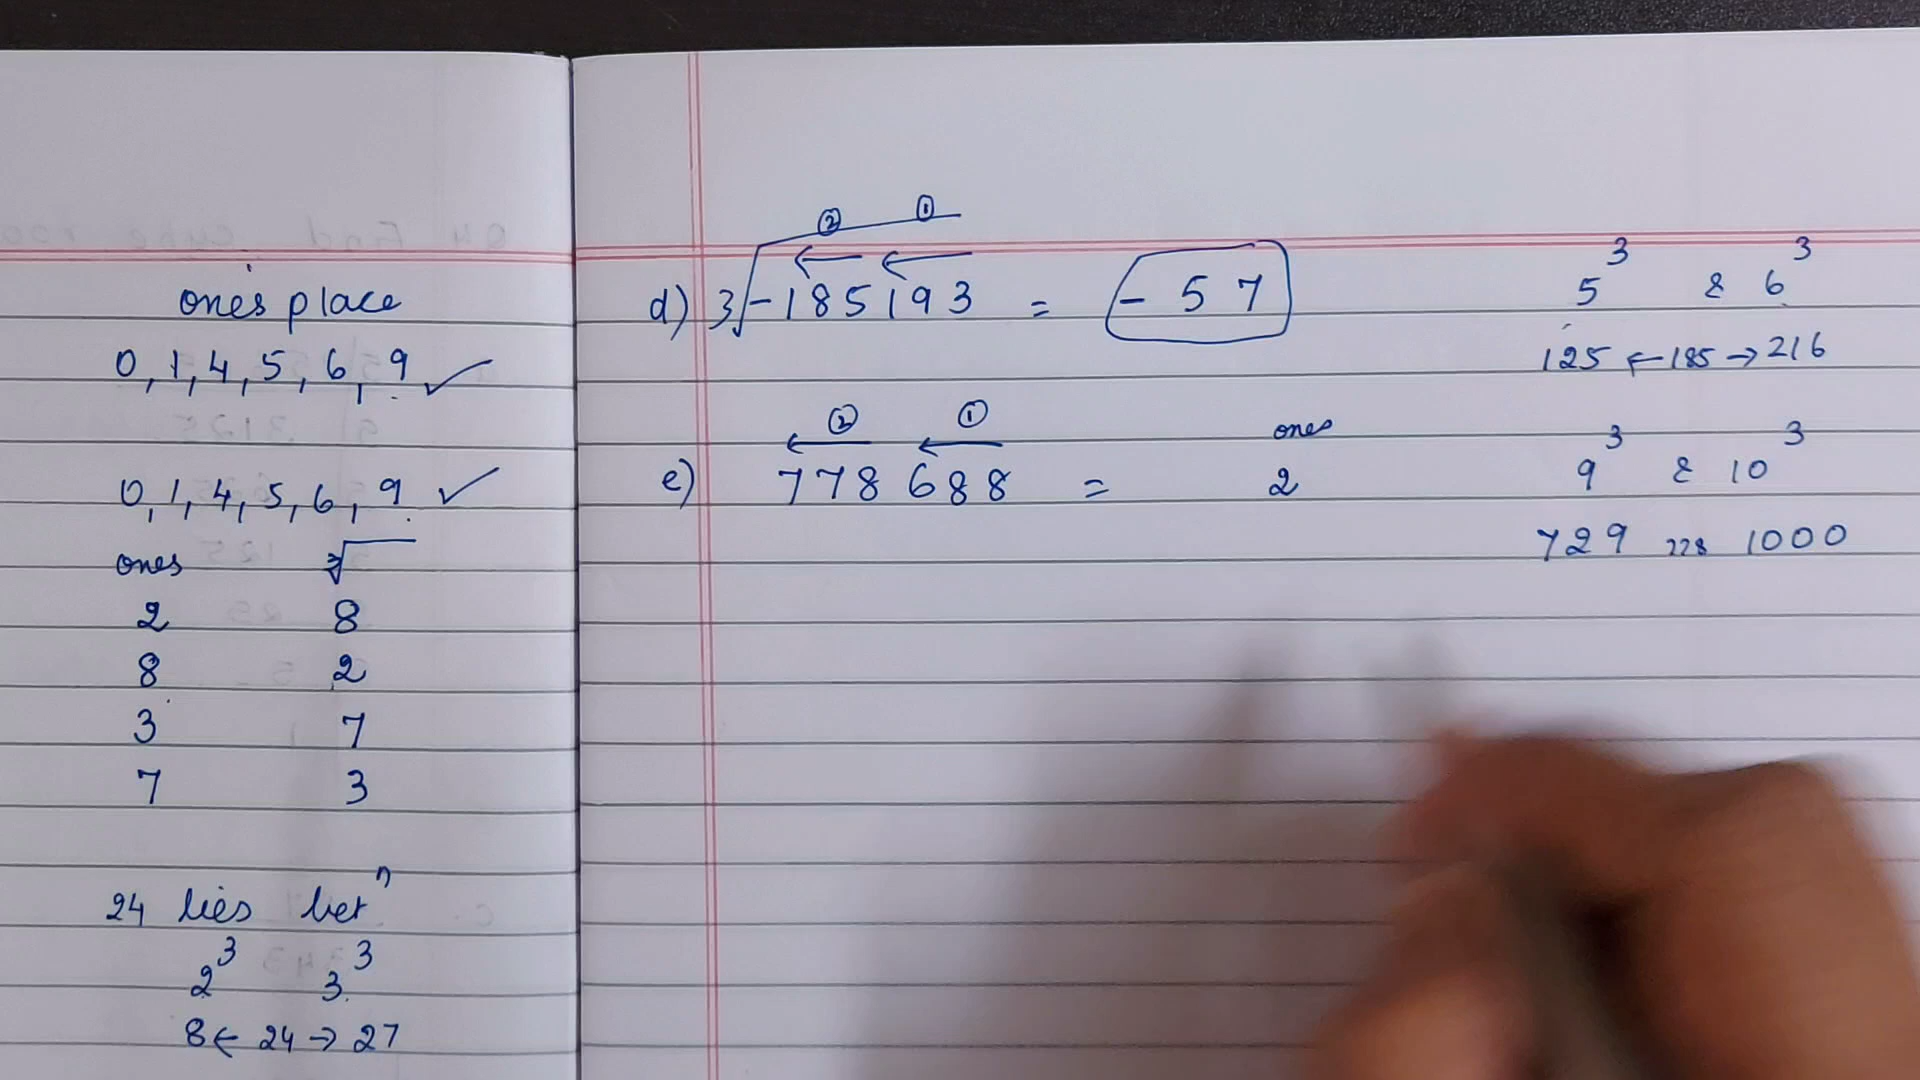 ones place
0, 1, 4, 5, 6, 9 ✓
0, 1, 4, 5, 6, 9 ✓
ones ∛
2 8
8 2
3 7
7 3
24 lies betⁿ
2³ 3³
8 ← 24 → 27
② ①
d) ∛-185193 = -57
5³ & 6³
125 ← 185 → 216
② ① ones
e) 778 688 = 2
9³ & 10³
729 778 1000